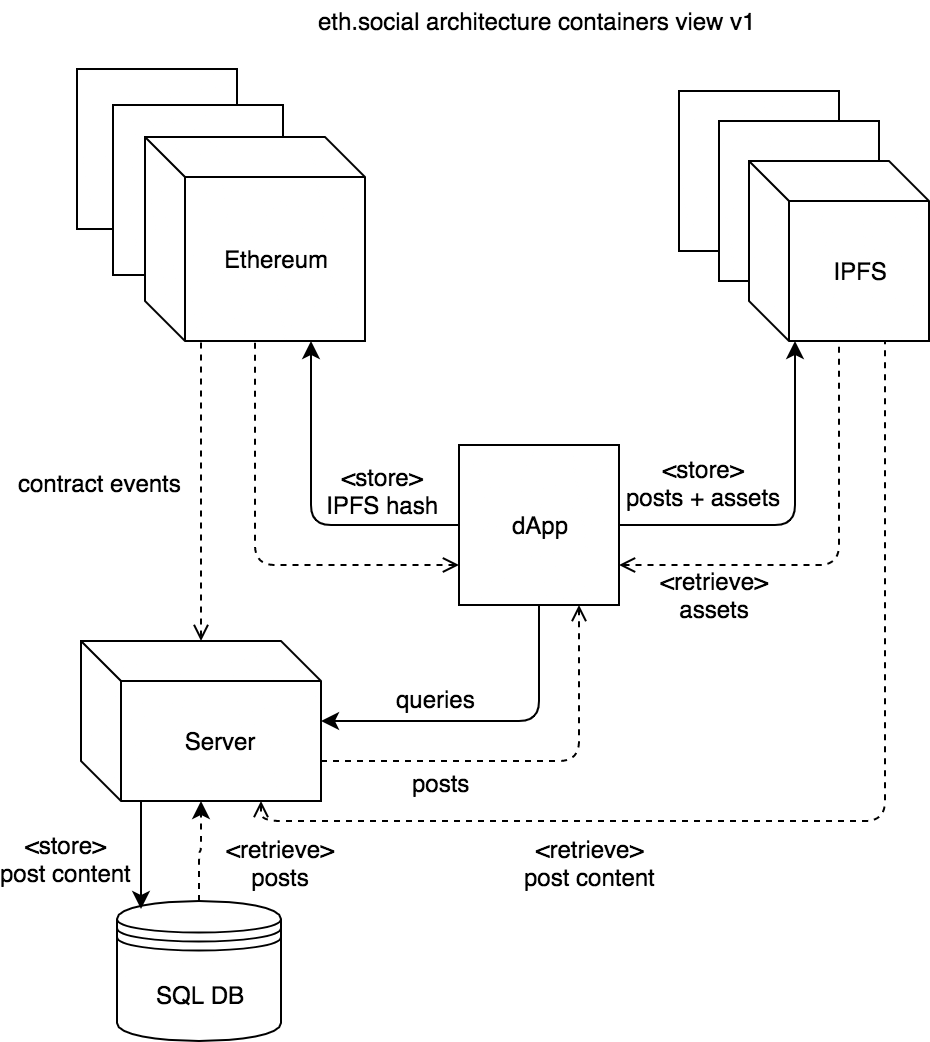 eth.social architecture containers view v1
Ethereum
IPFS
contract events
<store>
IPFS hash
<store>
posts + assets
dApp
<retrieve>
assets
queries
Server
posts
<store>
post content
<retrieve>
posts
<retrieve>
post content
SQL DB